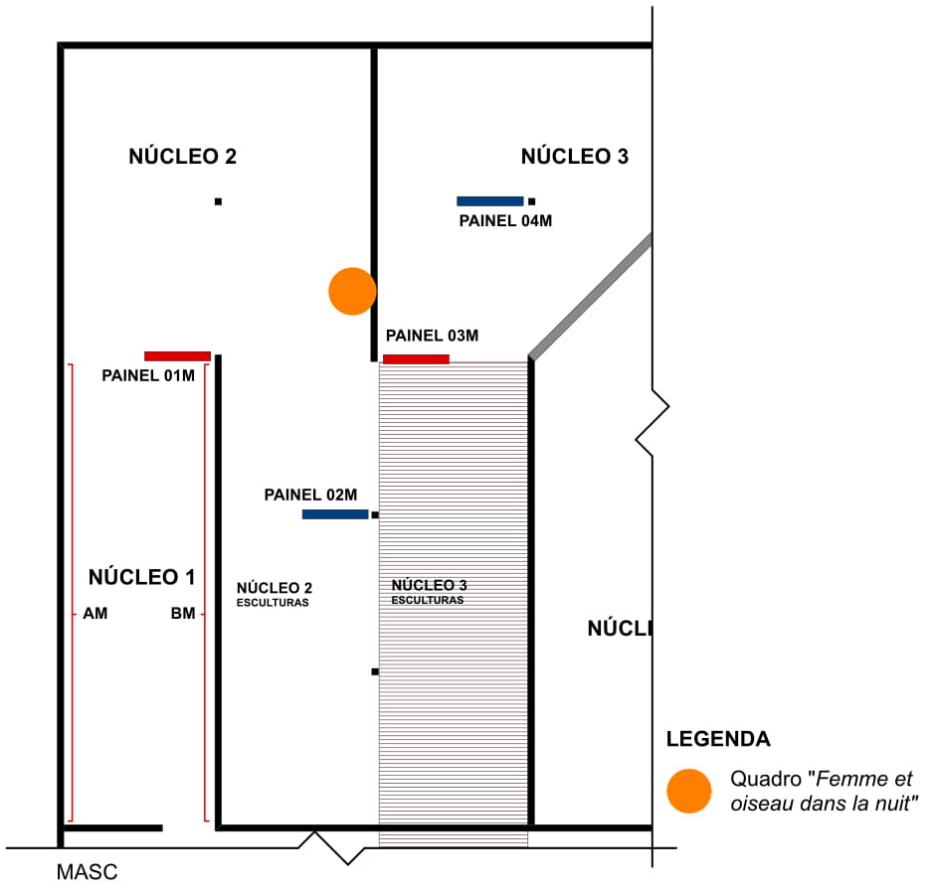 NÚCLEO 2
NÚCLEO 3
PAINEL 04M
PAINEL 03M
PAINEL 01M
PAINEL 02M
NÚCLEO 1
NÚCLEO 2
ESCULTURAS
NÚCLEO 3
ESCULTURAS
AM
BM
NÚCL
LEGENDA
Quadro "Femme et
oiseau dans la nuit"
MASC